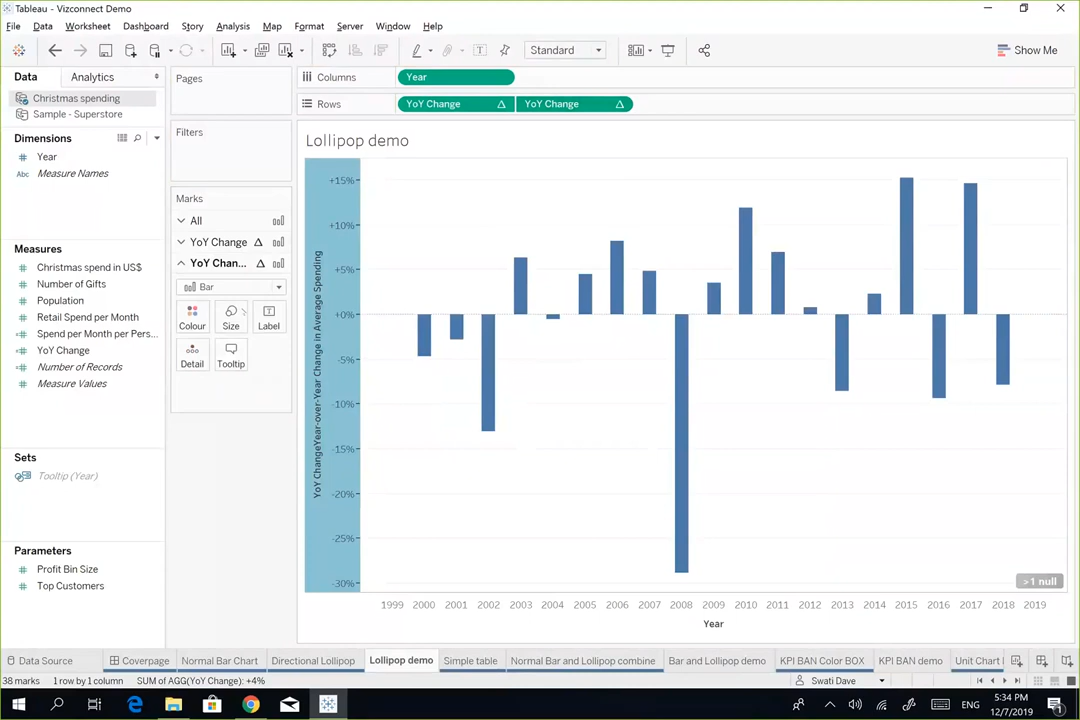 Tableau - Vizconnect Demo
File Data Worksheet Dashboard Story Analysis Map Format Server Window Help
Standard
Show Me
Data Analytics
Pages
Columns Year
Christmas spending
Sample - Superstore
Rows YoY Change YoY Change
Filters
Dimensions
Year
Abc Measure Names
Lollipop demo
Marks
All
YoY Change
YoY Chan...
Bar
Colour Size Label
Detail Tooltip
Measures
Christmas spend in US$
Number of Gifts
Population
Retail Spend per Month
Spend per Month per Pers...
YoY Change
Number of Records
Measure Values
Sets
Tooltip (Year)
Parameters
Profit Bin Size
Top Customers
YoY ChangeYear-over-Year Change in Average Spending
+15%
+10%
+5%
+0%
-5%
-10%
-15%
-20%
-25%
-30%
>1 null
1999 2000 2001 2002 2003 2004 2005 2006 2007 2008 2009 2010 2011 2012 2013 2014 2015 2016 2017 2018 2019
Year
Data Source Coverpage Normal Bar Chart Directional Lollipop Lollipop demo Simple table Normal Bar and Lollipop combine Bar and Lollipop demo KPI BAN Color BOX KPI BAN demo Unit Chart
38 marks 1 row by 1 column SUM of AGG(YoY Change): +4% Swati Dave
ENG
5:34 PM
12/7/2019
1